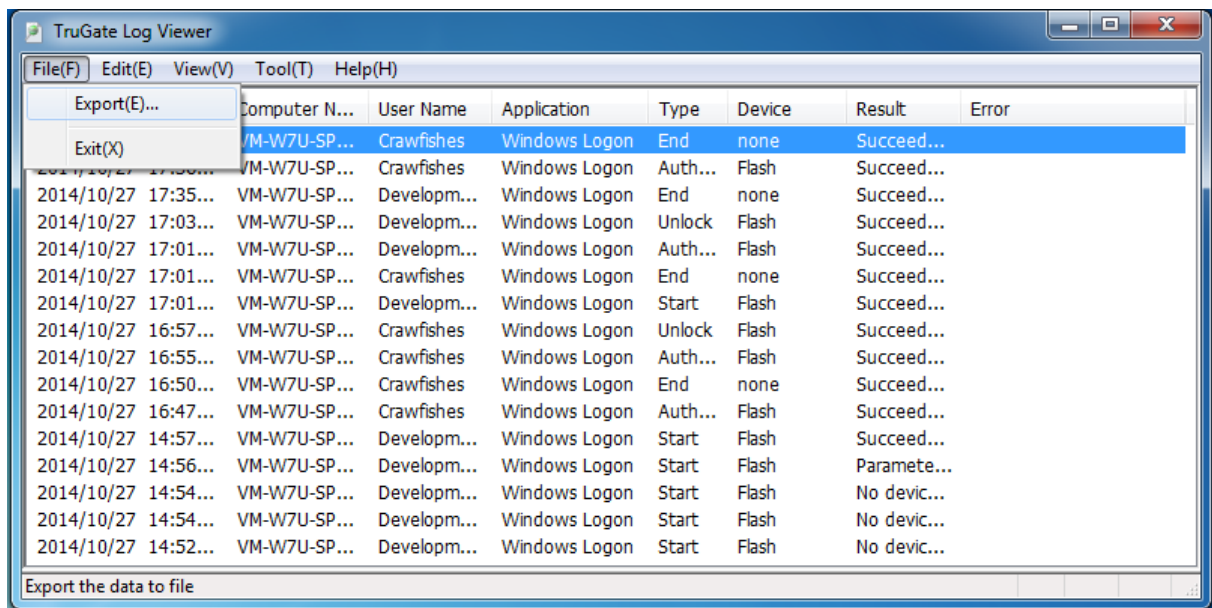 TruGate Log Viewer
File(F) Edit(E) View(V) Tool(T) Help(H)
Export(E)...
Exit(X)
Computer N... User Name Application Type Device Result Error
VM-W7U-SP... Crawfishes Windows Logon End none Succeed...
VM-W7U-SP... Crawfishes Windows Logon Auth... Flash Succeed...
2014/10/27 17:35... VM-W7U-SP... Developm... Windows Logon End none Succeed...
2014/10/27 17:03... VM-W7U-SP... Developm... Windows Logon Unlock Flash Succeed...
2014/10/27 17:01... VM-W7U-SP... Developm... Windows Logon Auth... Flash Succeed...
2014/10/27 17:01... VM-W7U-SP... Crawfishes Windows Logon End none Succeed...
2014/10/27 17:01... VM-W7U-SP... Developm... Windows Logon Start Flash Succeed...
2014/10/27 16:57... VM-W7U-SP... Crawfishes Windows Logon Unlock Flash Succeed...
2014/10/27 16:55... VM-W7U-SP... Crawfishes Windows Logon Auth... Flash Succeed...
2014/10/27 16:50... VM-W7U-SP... Crawfishes Windows Logon End none Succeed...
2014/10/27 16:47... VM-W7U-SP... Crawfishes Windows Logon Auth... Flash Succeed...
2014/10/27 14:57... VM-W7U-SP... Developm... Windows Logon Start Flash Succeed...
2014/10/27 14:56... VM-W7U-SP... Developm... Windows Logon Start Flash Paramete...
2014/10/27 14:54... VM-W7U-SP... Developm... Windows Logon Start Flash No devic...
2014/10/27 14:54... VM-W7U-SP... Developm... Windows Logon Start Flash No devic...
2014/10/27 14:52... VM-W7U-SP... Developm... Windows Logon Start Flash No devic...
Export the data to file